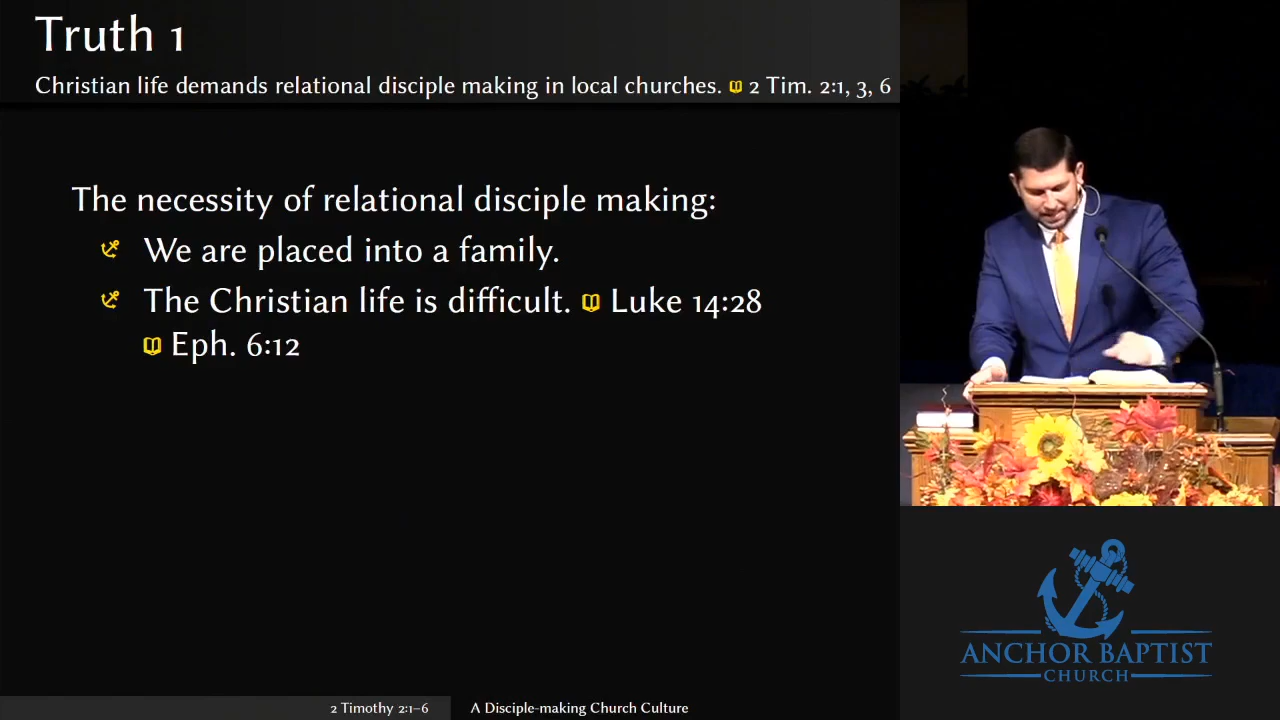 Truth 1
Christian life demands relational disciple making in local churches. 2 Tim. 2:1, 3, 6
The necessity of relational disciple making:
We are placed into a family.
The Christian life is difficult. Luke 14:28
Eph. 6:12
2 Timothy 2:1–6 A Disciple-making Church Culture
ANCHOR BAPTIST
CHURCH